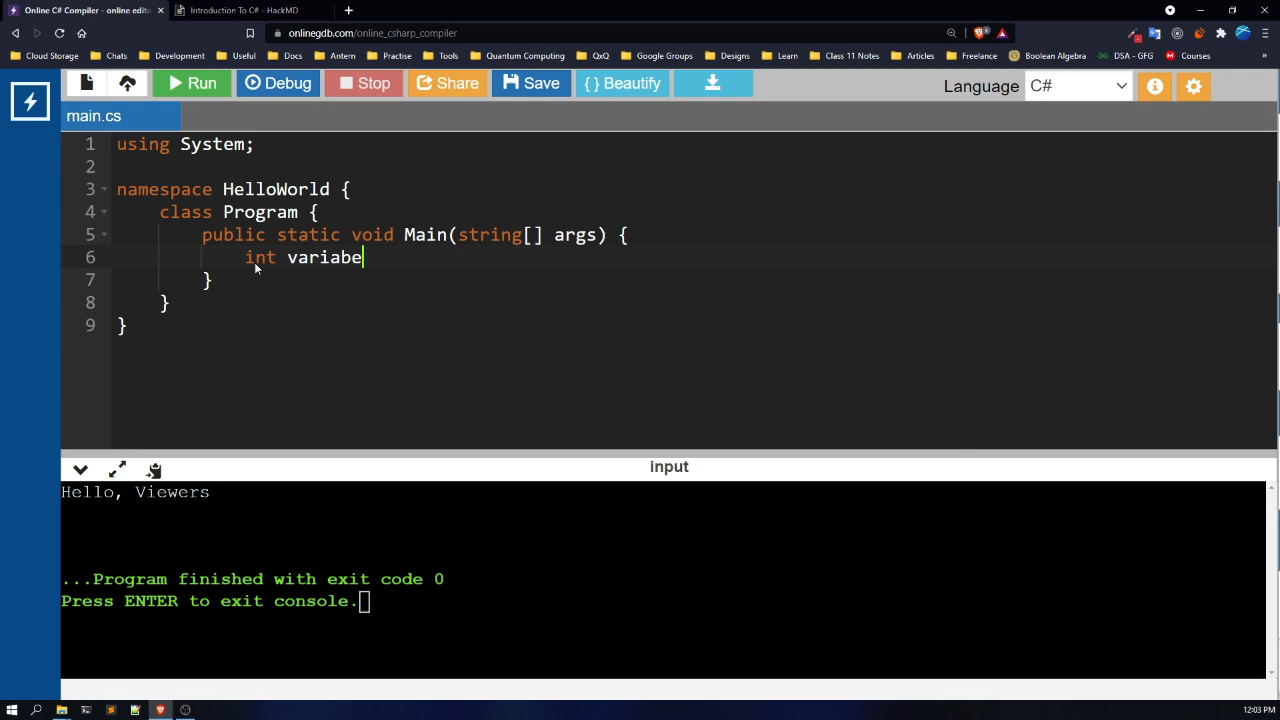 Online C# Compiler - online edito
Introduction To C# - HackMD
onlinegdb.com/online_csharp_compiler
Cloud Storage Chats Development Useful Docs Antern Practise Tools Quantum Computing QxQ Google Groups Designs Learn Class 11 Notes Articles Freelance Boolean Algebra DSA - GFG Courses »
Run Debug Stop Share Save { } Beautify Language C#
main.cs
1 using System;
2
3 namespace HelloWorld {
4 class Program {
5 public static void Main(string[] args) {
6 int variabe
7 }
8 }
9 }
input
Hello, Viewers
...Program finished with exit code 0
Press ENTER to exit console.
12:03 PM